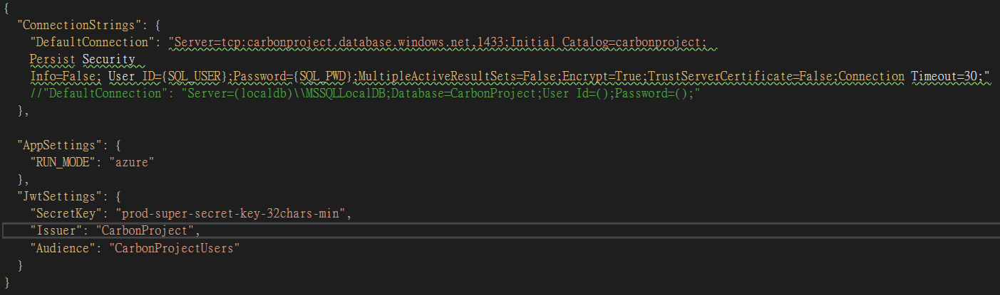 {
"ConnectionStrings": {
"DefaultConnection": "Server=tcp:carbonproject.database.windows.net,1433;Initial Catalog=carbonproject;
Persist Security
Info=False; User ID={SQL_USER};Password={SQL_PWD};MultipleActiveResultSets=False;Encrypt=True;TrustServerCertificate=False;Connection Timeout=30;"
//"DefaultConnection": "Server=(localdb)\\MSSQLLocalDB;Database=CarbonProject;User Id=();Password=();"
},
"AppSettings": {
"RUN_MODE": "azure"
},
"JwtSettings": {
"SecretKey": "prod-super-secret-key-32chars-min",
"Issuer": "CarbonProject",
"Audience": "CarbonProjectUsers"
}
}